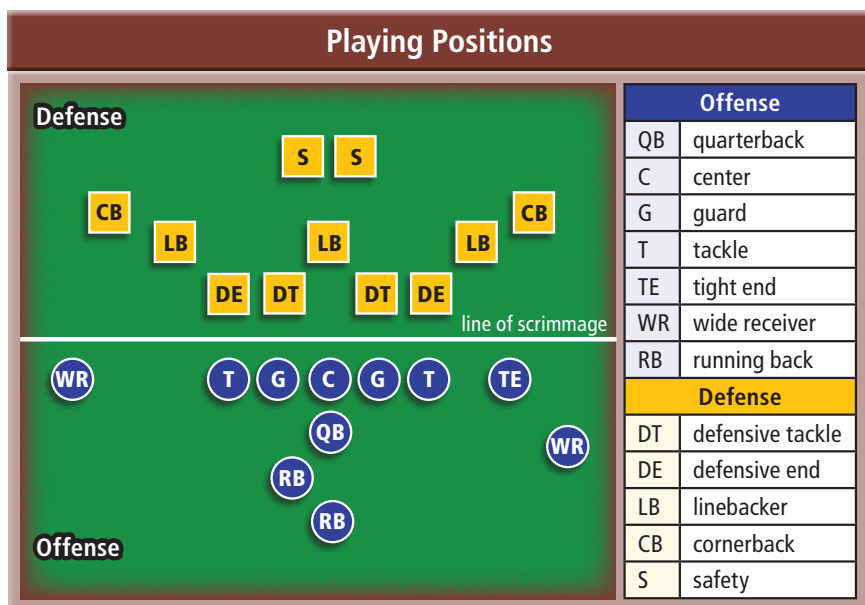 Playing Positions
Defense
S S
CB CB
LB LB LB
DE DT DT DE
line of scrimmage
WR T G C G T TE
QB
WR
RB
RB
Offense
Offense
QB quarterback
C center
G guard
T tackle
TE tight end
WR wide receiver
RB running back
Defense
DT defensive tackle
DE defensive end
LB linebacker
CB cornerback
S safety